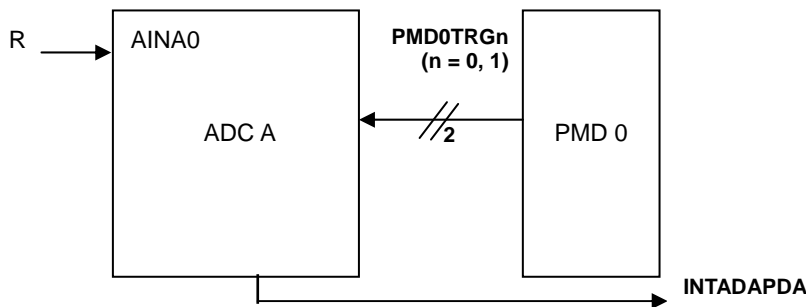 R
AINA0
PMD0TRGn
(n = 0, 1)
ADC A
2
PMD 0
INTADAPDA